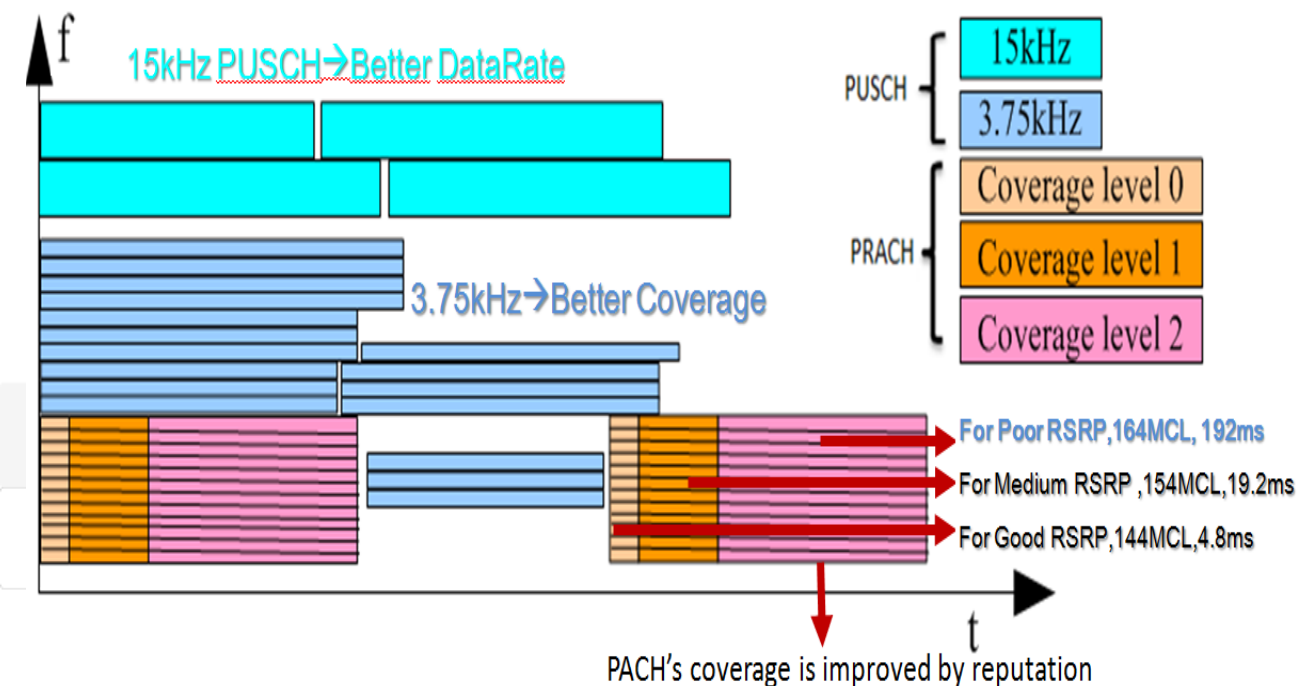 f
15kHz PUSCH→Better DataRate
3.75kHz→Better Coverage
PUSCH
15kHz
3.75kHz
PRACH
Coverage level 0
Coverage level 1
Coverage level 2
For Poor RSRP,164MCL, 192ms
For Medium RSRP ,154MCL,19.2ms
For Good RSRP,144MCL,4.8ms
t
PACH's coverage is improved by reputation